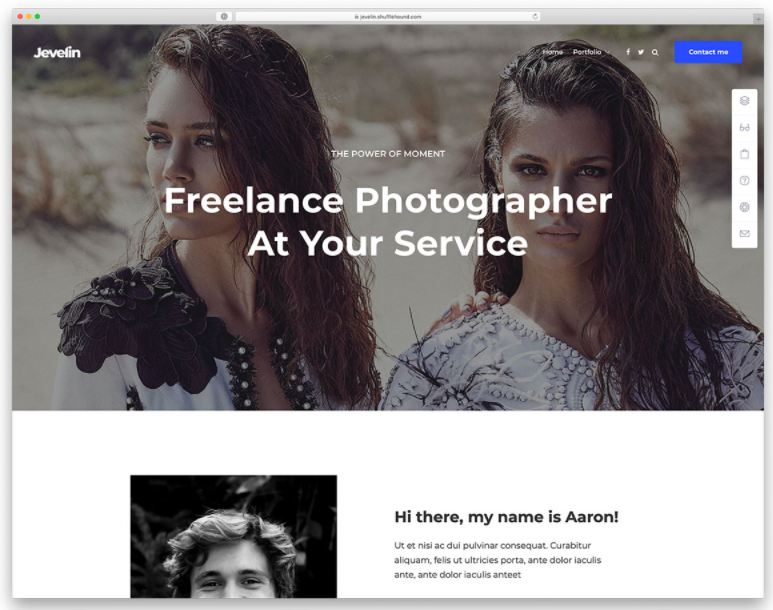 jevelin.shufflehound.com
Jevelin
Home Portfolio
Contact me
THE POWER OF MOMENT
Freelance Photographer
At Your Service
Hi there, my name is Aaron!
Ut et nisi ac dui pulvinar consequat. Curabitur
aliquam, felis ut ultricies porta, ante dolor iaculis
ante, ante dolor iaculis anteet